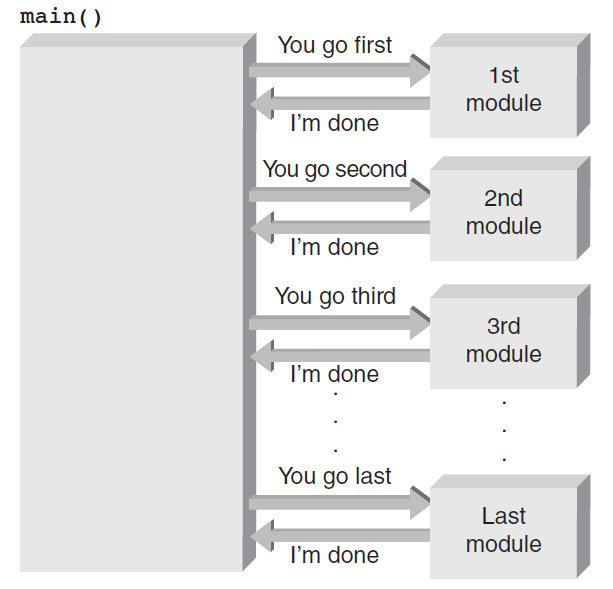 main()
You go first
1st
module
I'm done
You go second
2nd
module
I'm done
You go third
3rd
module
I'm done
.
.
.
.
.
.
You go last
Last
module
I'm done